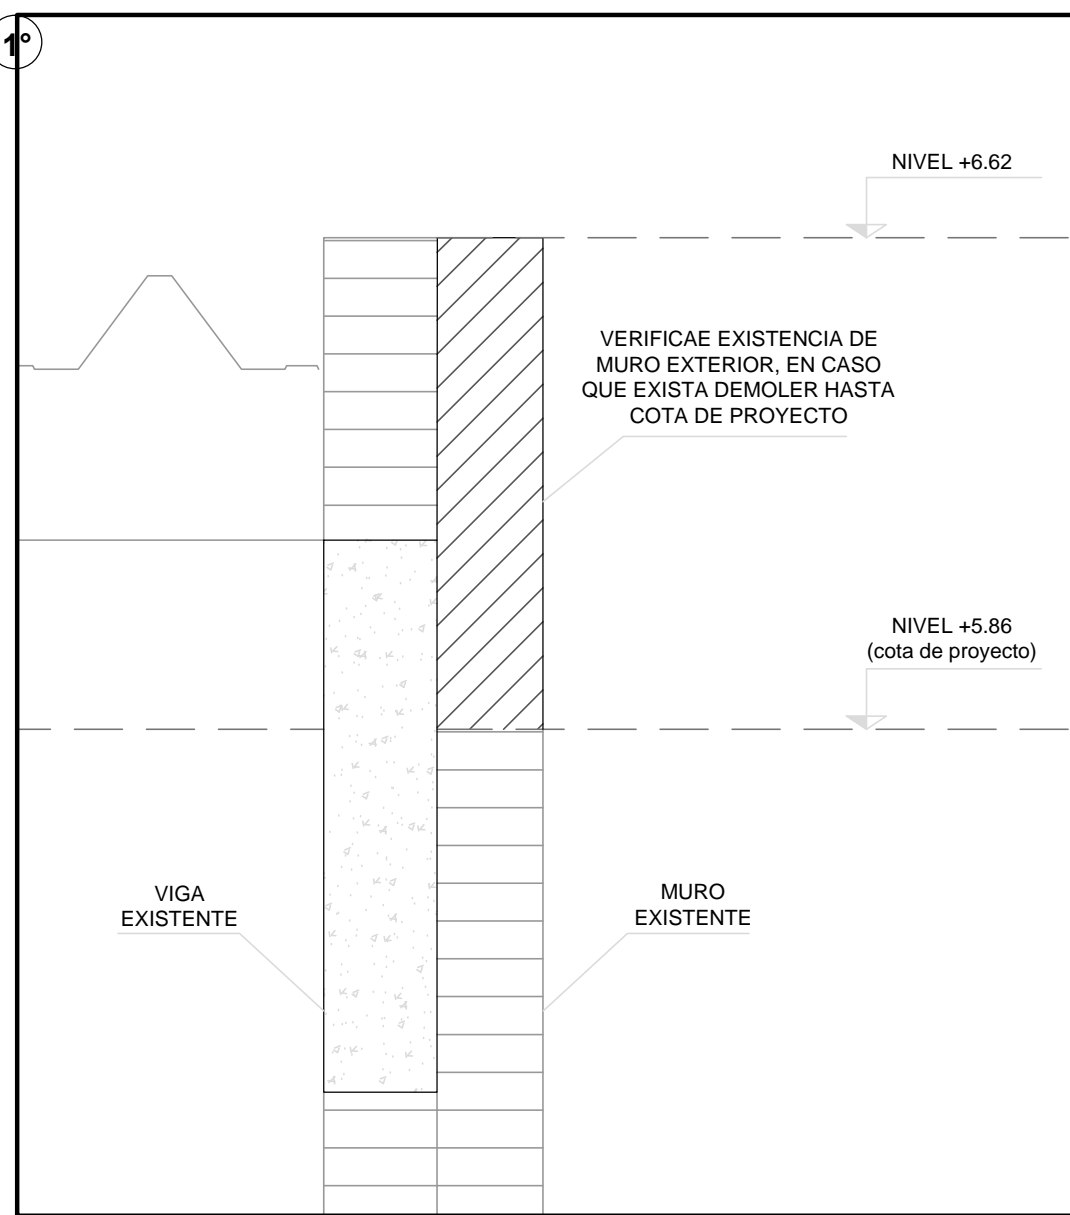 1°
NIVEL +6.62
VERIFICAE EXISTENCIA DE
MURO EXTERIOR, EN CASO
QUE EXISTA DEMOLER HASTA
COTA DE PROYECTO
NIVEL +5.86
(cota de proyecto)
VIGA
EXISTENTE
MURO
EXISTENTE